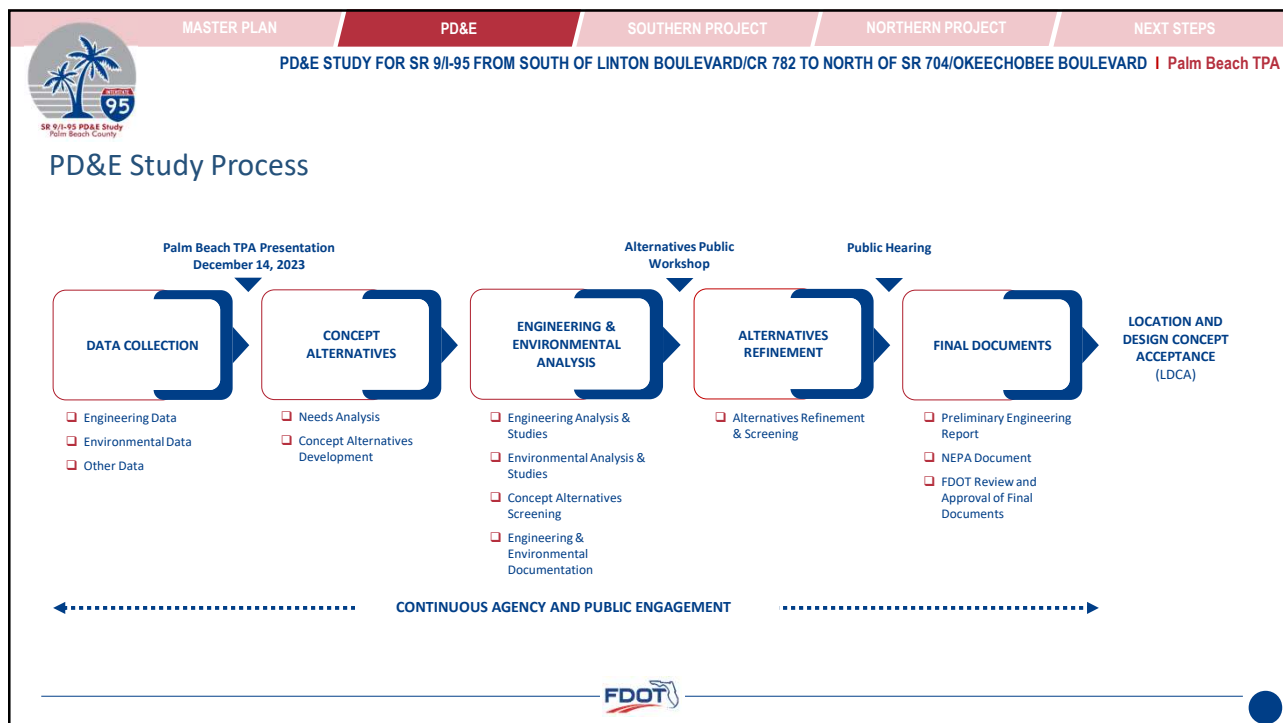 MASTER PLAN
PD&E
SOUTHERN PROJECT
NORTHERN PROJECT
NEXT STEPS
PD&E STUDY FOR SR 9/I-95 FROM SOUTH OF LINTON BOULEVARD/CR 782 TO NORTH OF SR 704/OKEECHOBEE BOULEVARD I Palm Beach TPA
INTERSTATE
95
SR 9/I-95 PD&E Study
Palm Beach County
PD&E Study Process
Palm Beach TPA Presentation
December 14, 2023
Alternatives Public
Workshop
Public Hearing
DATA COLLECTION
CONCEPT
ALTERNATIVES
ENGINEERING &
ENVIRONMENTAL
ANALYSIS
ALTERNATIVES
REFINEMENT
FINAL DOCUMENTS
LOCATION AND
DESIGN CONCEPT
ACCEPTANCE
(LDCA)
Engineering Data
Environmental Data
Other Data
Needs Analysis
Concept Alternatives
Development
Engineering Analysis &
Studies
Environmental Analysis &
Studies
Concept Alternatives
Screening
Engineering &
Environmental
Documentation
Alternatives Refinement
& Screening
Preliminary Engineering
Report
NEPA Document
FDOT Review and
Approval of Final
Documents
CONTINUOUS AGENCY AND PUBLIC ENGAGEMENT
FDOT